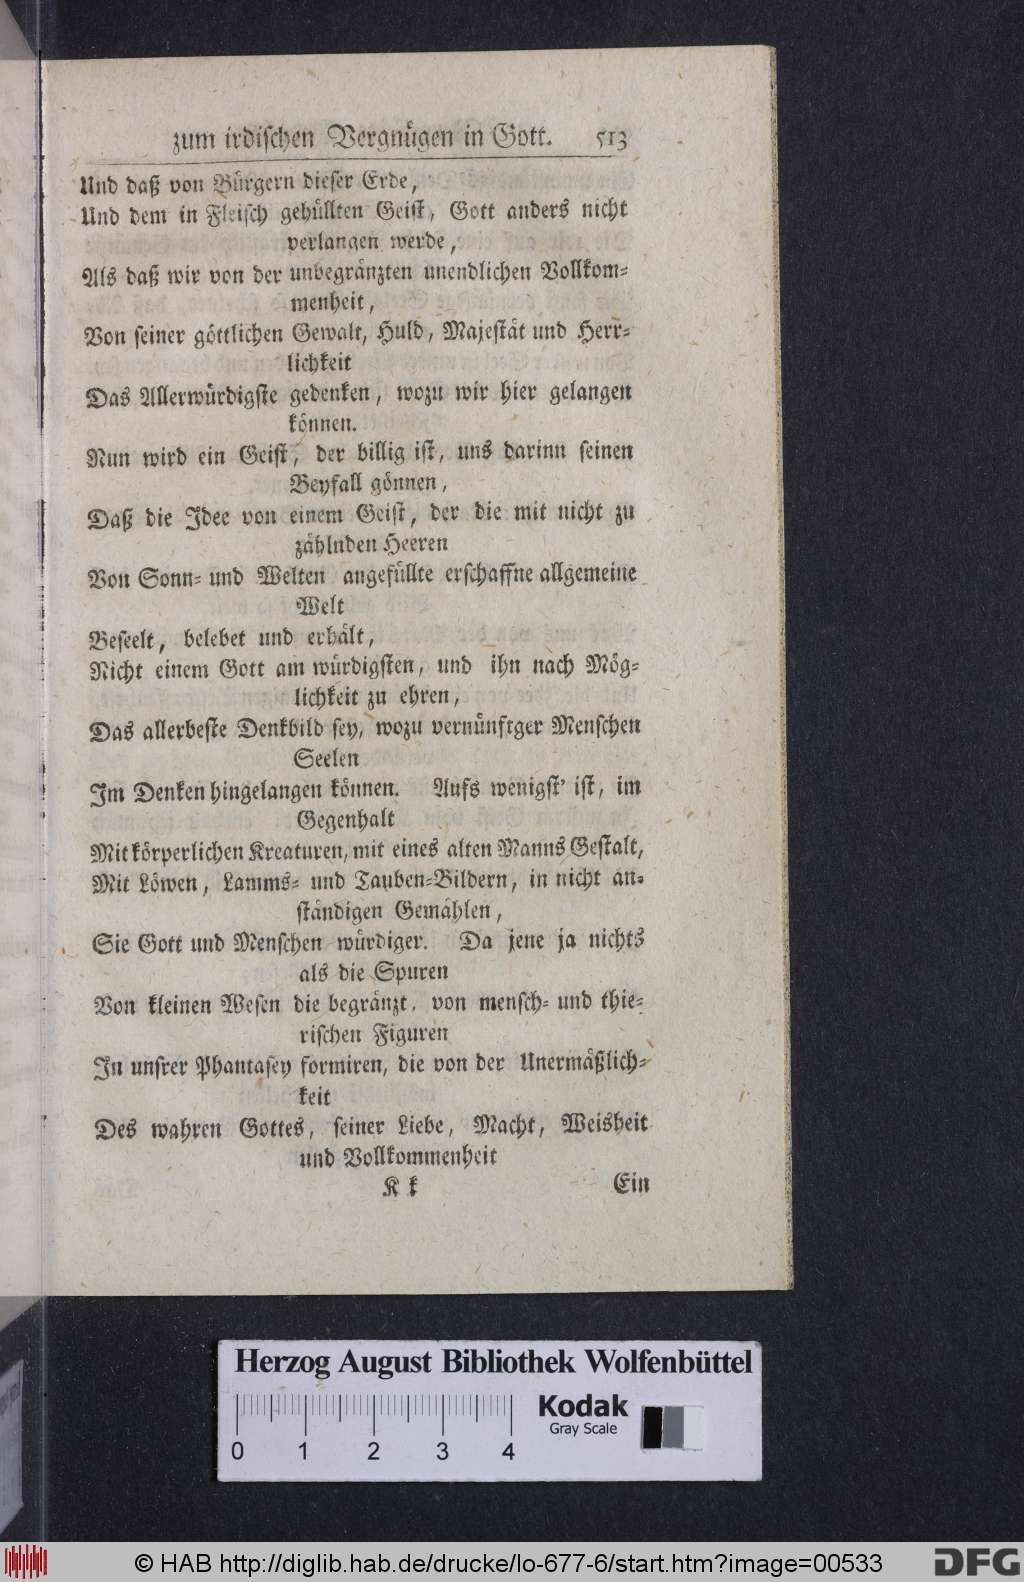 zum irdischen Vergnügen in Gott. 513
Und daß von Bürgern dieser Erde,
Und dem in Fleisch gehüllten Geist, Gott anders nicht
verlangen werde,
Als daß wir von der unbegränzten unendlichen Vollkom-
menheit,
Von seiner göttlichen Gewalt, Huld, Majestät und Herr-
lichkeit
Das Allerwürdigste gedenken, wozu wir hier gelangen
können.
Nun wird ein Geist, der billig ist, uns darinn seinen
Beyfall gönnen,
Daß die Idee von einem Geist, der die mit nicht zu
zählnden Heeren
Von Sonn- und Welten angefüllte erschaffne allgemeine
Welt
Beseelt, belebet und erhält,
Nicht einem Gott am würdigsten, und ihn nach Mög-
lichkeit zu ehren,
Das allerbeste Denkbild sey, wozu vernünftger Menschen
Seelen
Im Denken hingelangen können. Aufs wenigst' ist, im
Gegenhalt
Mit körperlichen Kreaturen, mit eines alten Manns Gestalt,
Mit Löwen, Lamms- und Tauben-Bildern, in nicht an-
ständigen Gemählen,
Sie Gott und Menschen würdiger. Da jene ja nichts
als die Spuren
Von kleinen Wesen die begränzt, von mensch- und thie-
rischen Figuren
In unsrer Phantasey formiren, die von der Unermäßlich-
keit
Des wahren Gottes, seiner Liebe, Macht, Weisheit
und Vollkommenheit
K k Ein
Herzog August Bibliothek Wolfenbüttel
Kodak
Gray Scale
0 1 2 3 4
© HAB http://diglib.hab.de/drucke/lo-677-6/start.htm?image=00533
DFG